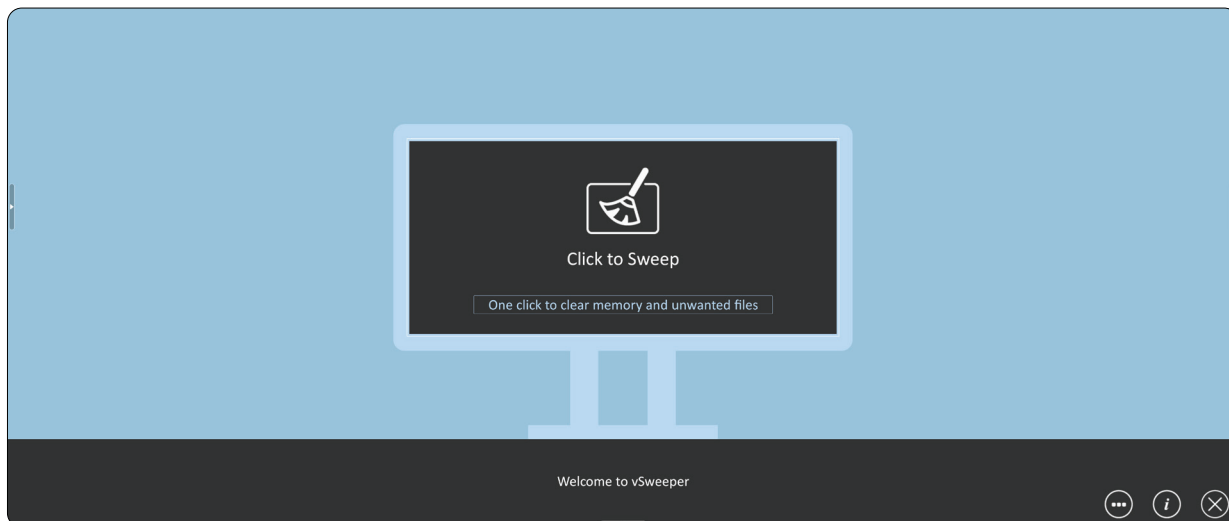 Click to Sweep
One click to clear memory and unwanted files
Welcome to vSweeper